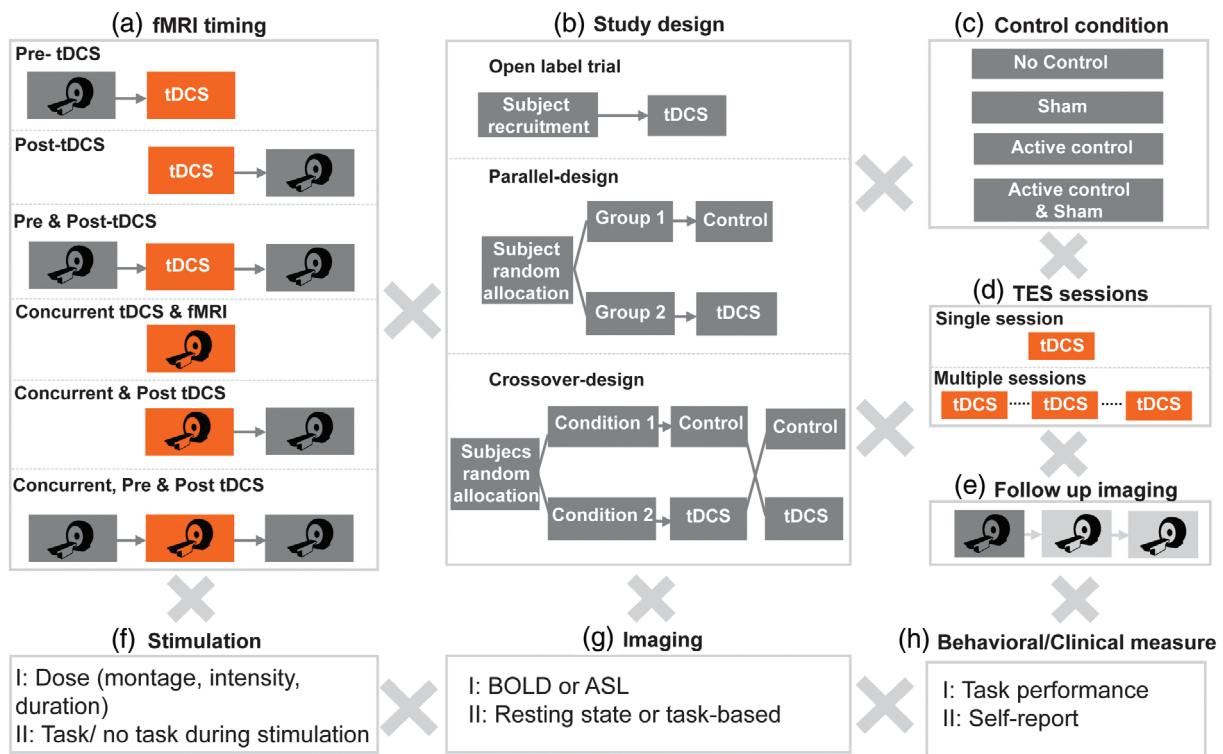 (a) fMRI timing
Pre- tDCS
tDCS
Post-tDCS
tDCS
Pre & Post-tDCS
tDCS
Concurrent tDCS & fMRI
Concurrent & Post tDCS
Concurrent, Pre & Post tDCS
(b) Study design
Open label trial
Subject
recruitment
tDCS
Parallel-design
Subject
random
allocation
Group 1
Control
Group 2
tDCS
Crossover-design
Subjecs
random
allocation
Condition 1
Control
Control
Condition 2
tDCS
tDCS
(c) Control condition
No Control
Sham
Active control
Active control
& Sham
(d) TES sessions
Single session
tDCS
Multiple sessions
tDCS ..... tDCS ..... tDCS
(e) Follow up imaging
(f) Stimulation
I: Dose (montage, intensity,
duration)
II: Task/ no task during stimulation
(g) Imaging
I: BOLD or ASL
II: Resting state or task-based
(h) Behavioral/Clinical measure
I: Task performance
II: Self-report